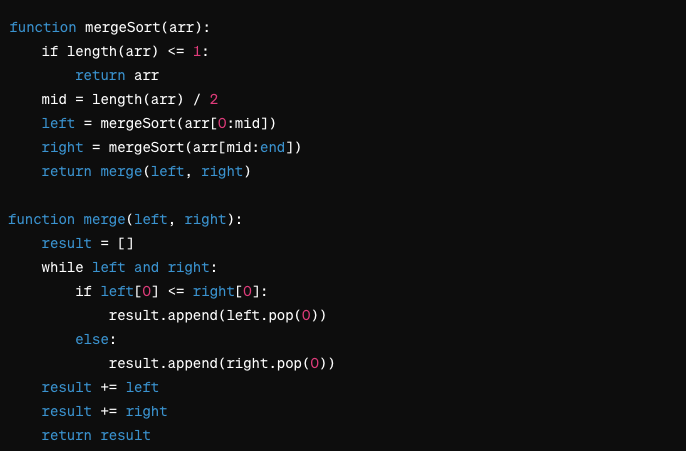 function mergeSort(arr):
    if length(arr) <= 1:
        return arr
    mid = length(arr) / 2
    left = mergeSort(arr[0:mid])
    right = mergeSort(arr[mid:end])
    return merge(left, right)

function merge(left, right):
    result = []
    while left and right:
        if left[0] <= right[0]:
            result.append(left.pop(0))
        else:
            result.append(right.pop(0))
    result += left
    result += right
    return result